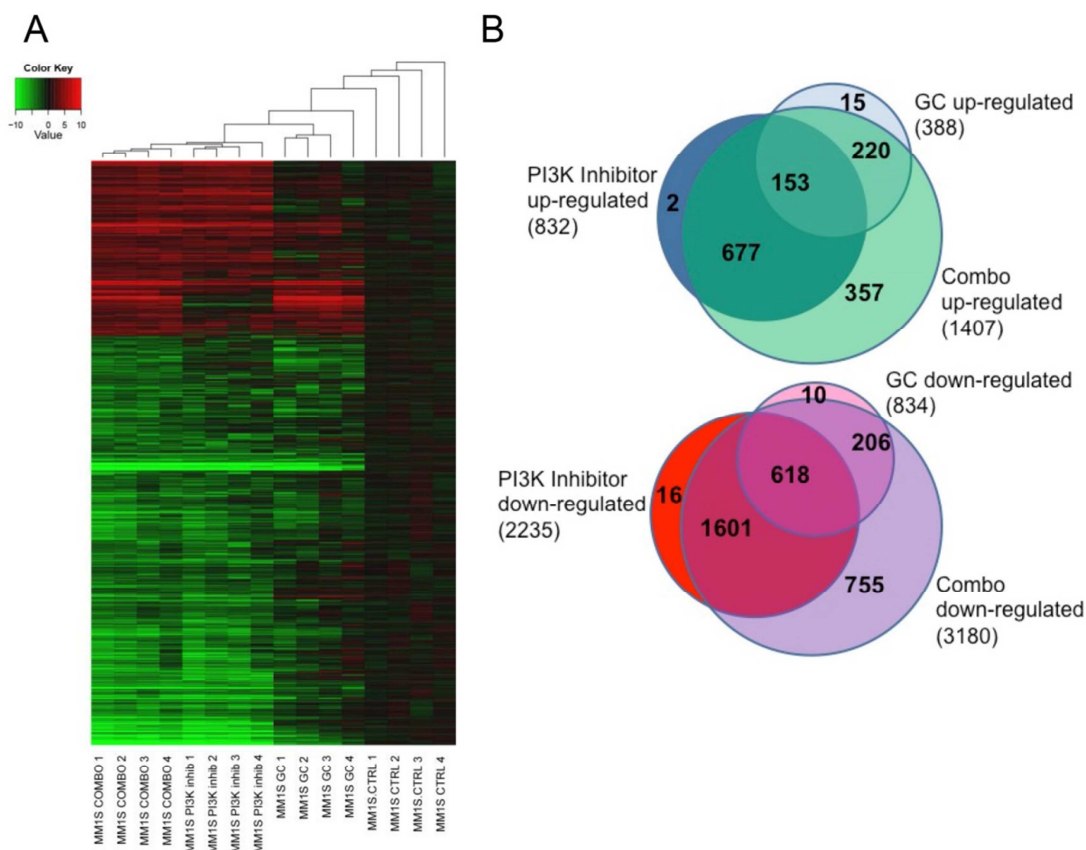 A
Color Key
−10 0 5 10
Value
MM1S COMBO 1
MM1S COMBO 2
MM1S COMBO 3
MM1S COMBO 4
MM1S PI3K inhib 1
MM1S PI3K inhib 2
MM1S PI3K inhib 3
MM1S PI3K inhib 4
MM1S GC 1
MM1S GC 2
MM1S GC 3
MM1S GC 4
MM1S.CTRL 1
MM1S CTRL 2
MM1S.CTRL 3
MM1S CTRL 4
B
15
GC up-regulated
(388)
220
PI3K Inhibitor
up-regulated
(832)
2
153
677
357
Combo
up-regulated
(1407)
GC down-regulated
(834)
10
206
PI3K Inhibitor
down-regulated
(2235)
16
618
1601
755
Combo
down-regulated
(3180)